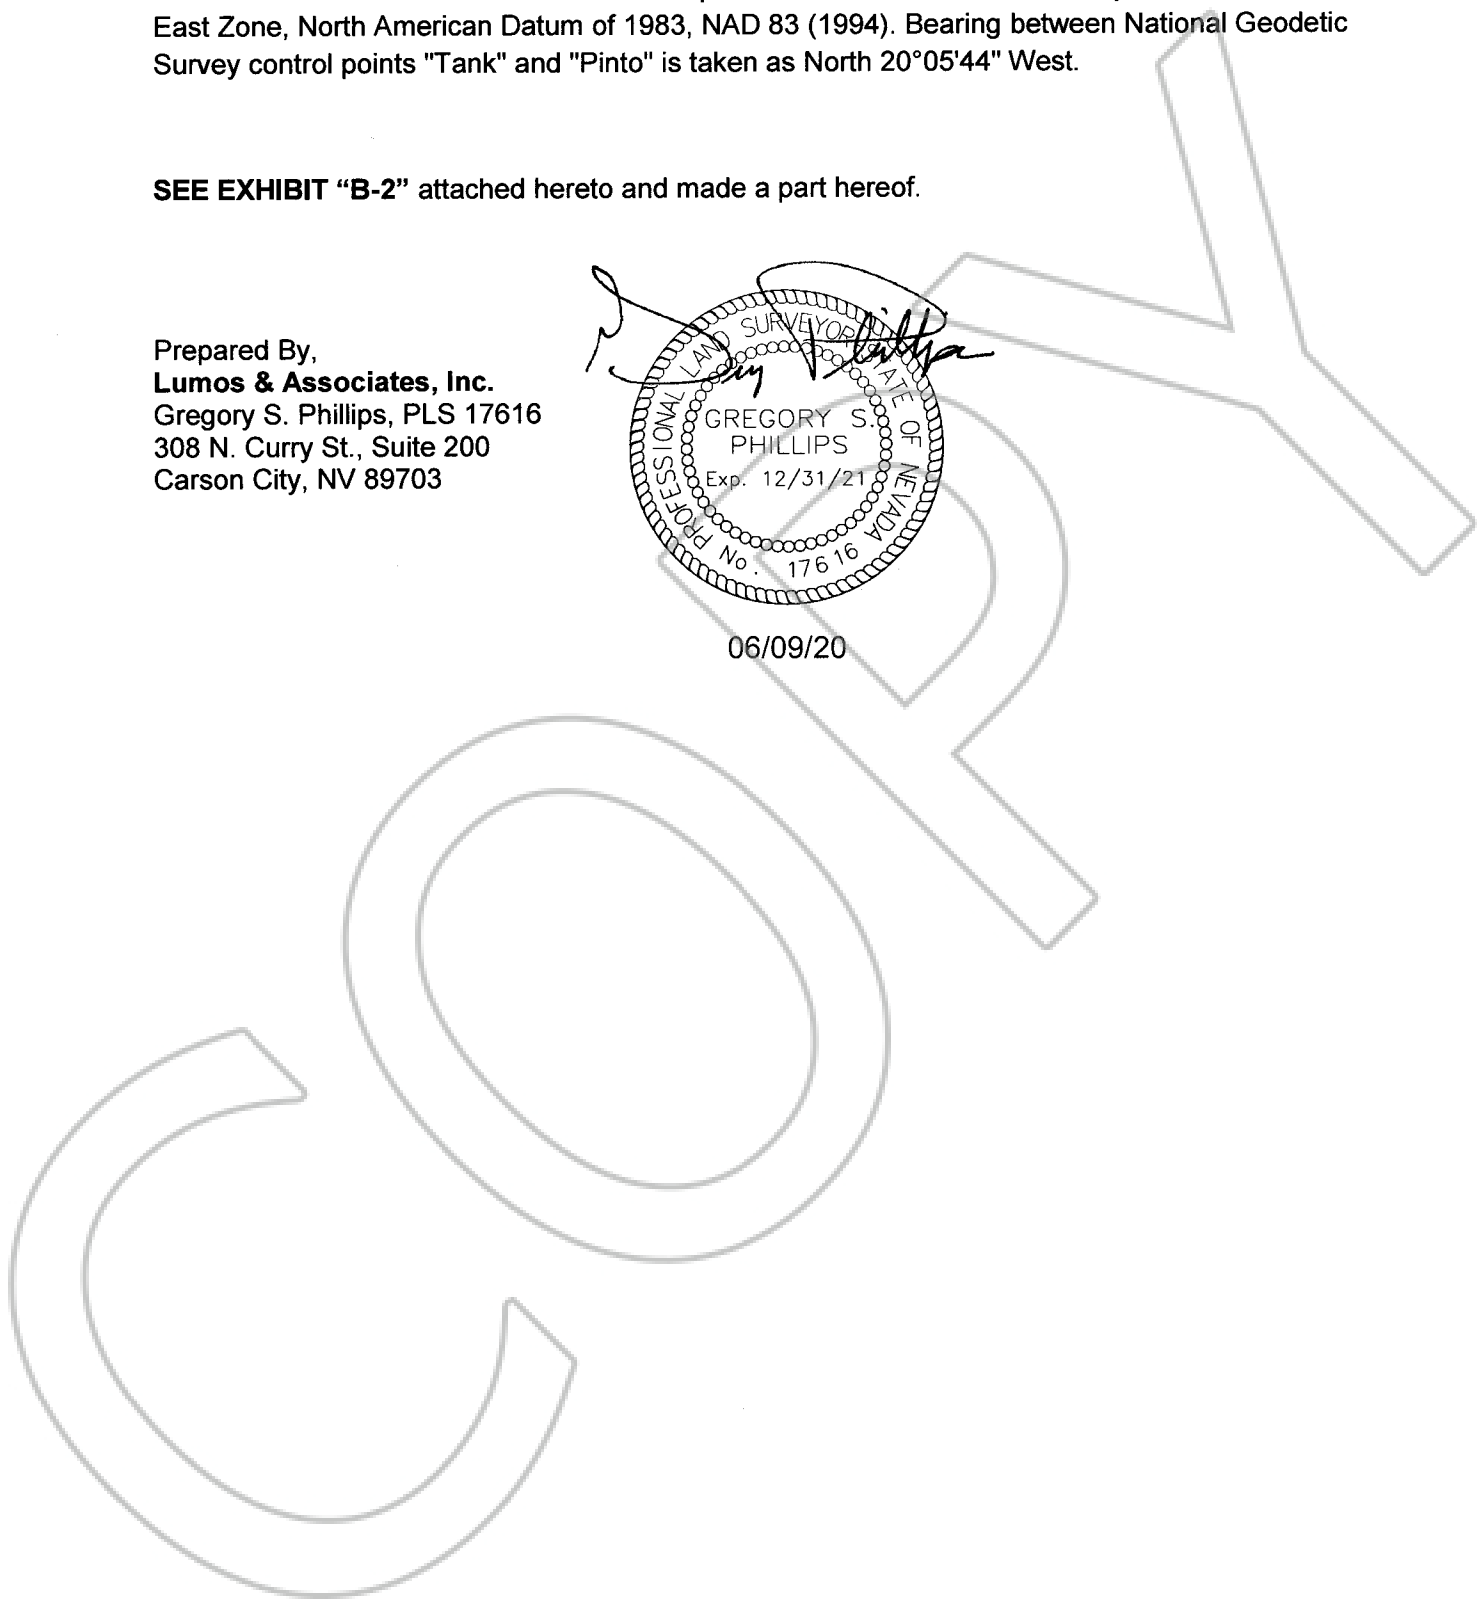 East Zone, North American Datum of 1983, NAD 83 (1994). Bearing between National Geodetic
Survey control points "Tank" and "Pinto" is taken as North 20°05'44" West.
SEE EXHIBIT “B-2” attached hereto and made a part hereof.
Prepared By,
Lumos & Associates, Inc.
Gregory S. Phillips, PLS 17616
308 N. Curry St., Suite 200
Carson City, NV 89703
PROFESSIONAL LAND SURVEYOR STATE OF NEVADA
GREGORY S.
PHILLIPS
Exp. 12/31/21
No. 17616
06/09/20
COPY